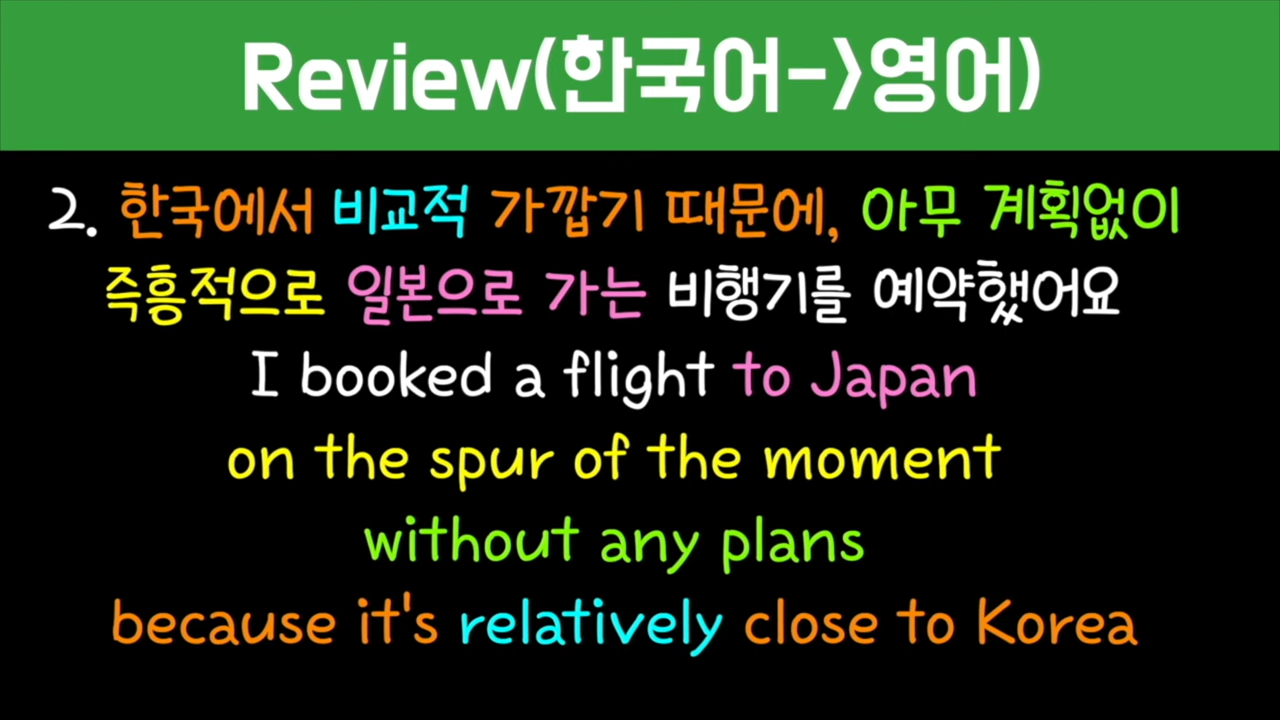 Review(한국어->영어)
2. 한국에서 비교적 가깝기 때문에, 아무 계획없이
즉흥적으로 일본으로 가는 비행기를 예약했어요
I booked a flight to Japan
on the spur of the moment
without any plans
because it's relatively close to Korea